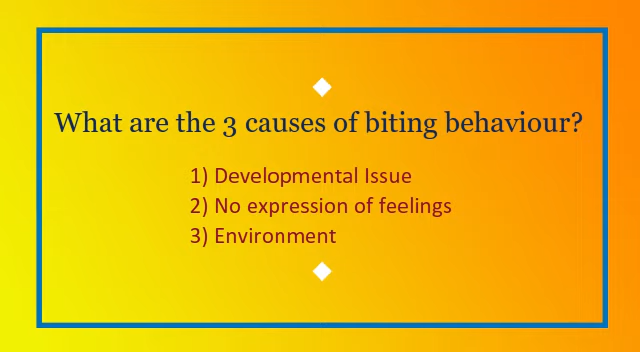 What are the 3 causes of biting behaviour?
1) Developmental Issue
2) No expression of feelings
3) Environment